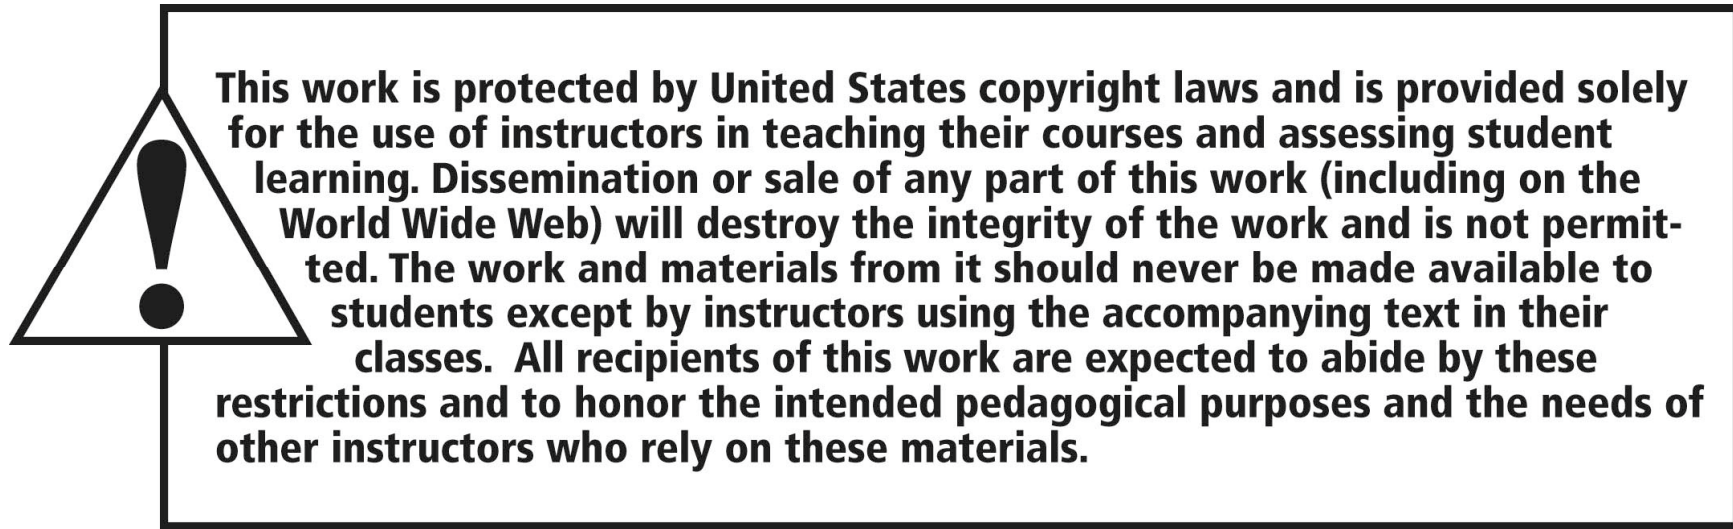 This work is protected by United States copyright laws and is provided solely
for the use of instructors in teaching their courses and assessing student
learning. Dissemination or sale of any part of this work (including on the
World Wide Web) will destroy the integrity of the work and is not permit-
ted. The work and materials from it should never be made available to
students except by instructors using the accompanying text in their
classes.  All recipients of this work are expected to abide by these
restrictions and to honor the intended pedagogical purposes and the needs of
other instructors who rely on these materials.